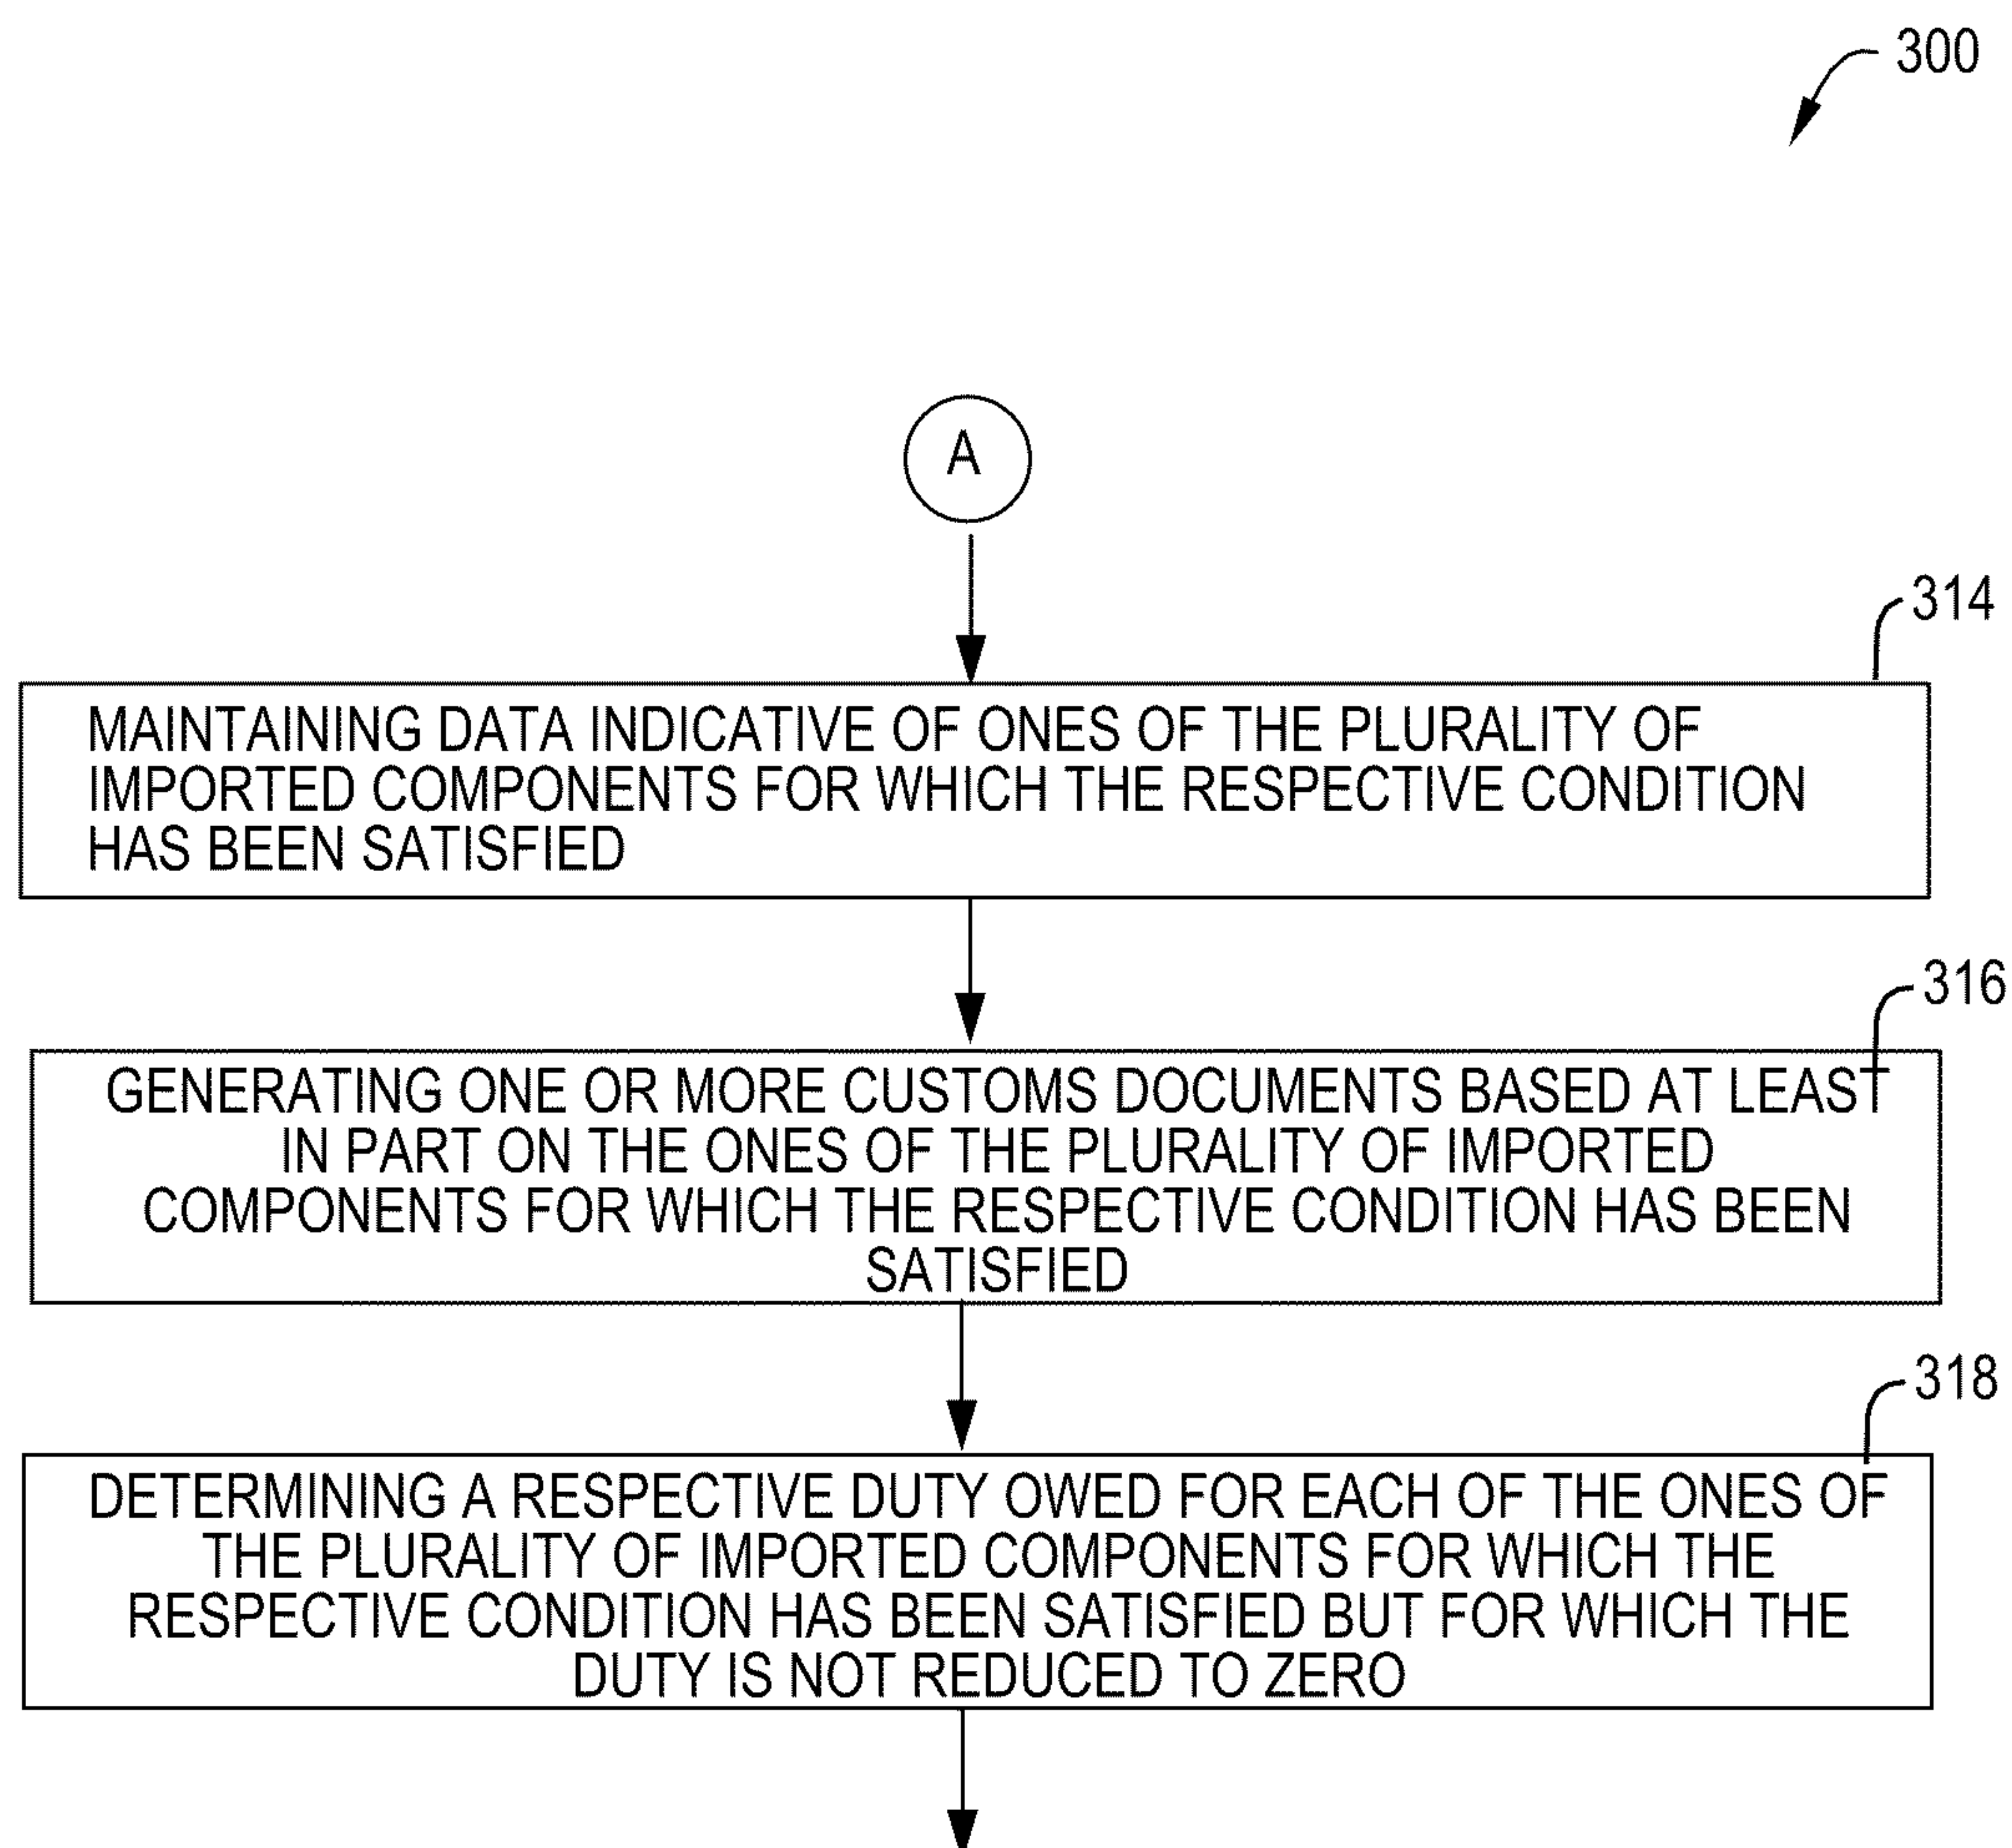 300
A
314
MAINTAINING DATA INDICATIVE OF ONES OF THE PLURALITY OF
IMPORTED COMPONENTS FOR WHICH THE RESPECTIVE CONDITION
HAS BEEN SATISFIED
316
GENERATING ONE OR MORE CUSTOMS DOCUMENTS BASED AT LEAST
IN PART ON THE ONES OF THE PLURALITY OF IMPORTED
COMPONENTS FOR WHICH THE RESPECTIVE CONDITION HAS BEEN
SATISFIED
318
DETERMINING A RESPECTIVE DUTY OWED FOR EACH OF THE ONES OF
THE PLURALITY OF IMPORTED COMPONENTS FOR WHICH THE
RESPECTIVE CONDITION HAS BEEN SATISFIED BUT FOR WHICH THE
DUTY IS NOT REDUCED TO ZERO